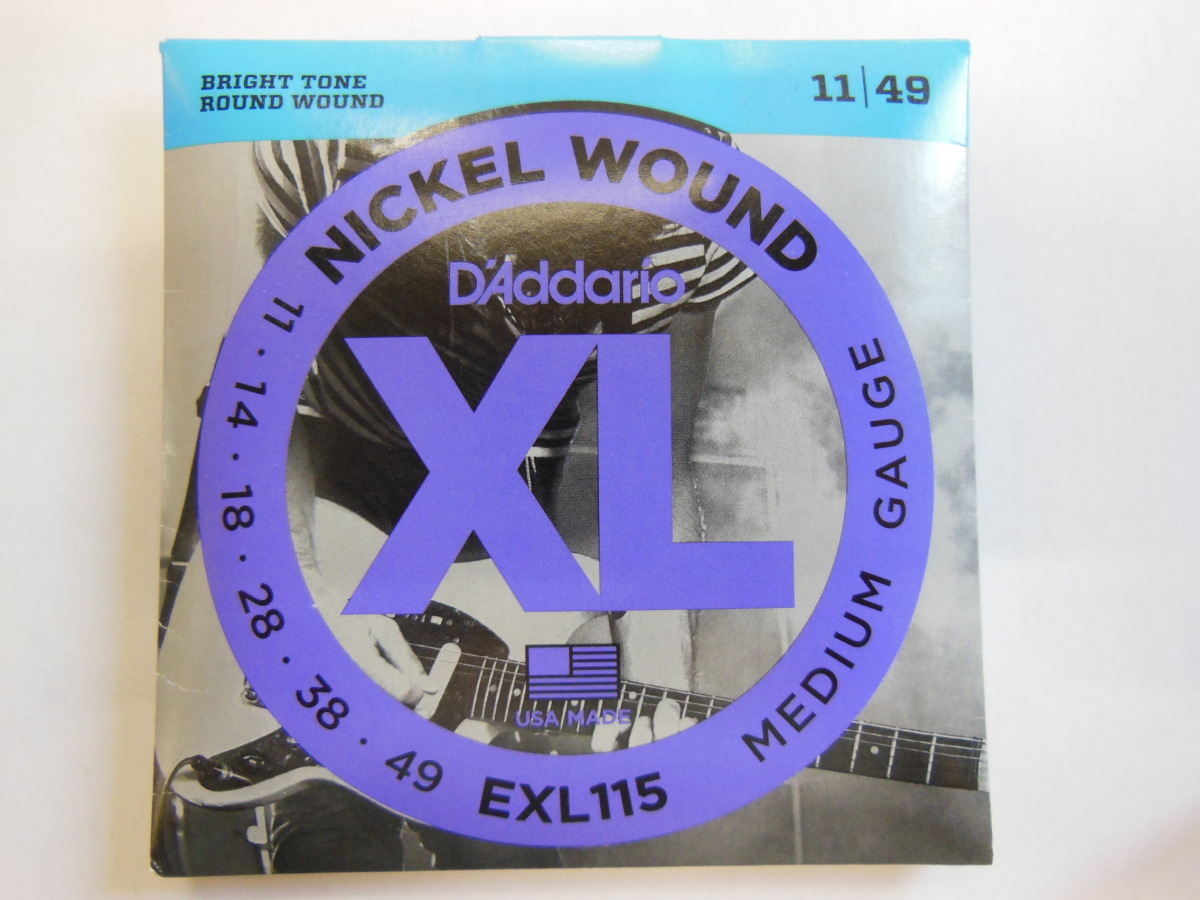 BRIGHT TONE
ROUND WOUND
11|49
NICKEL WOUND
D'Addario
XL
USA MADE
11 · 14 · 18 · 28 · 38 · 49
EXL115
MEDIUM GAUGE